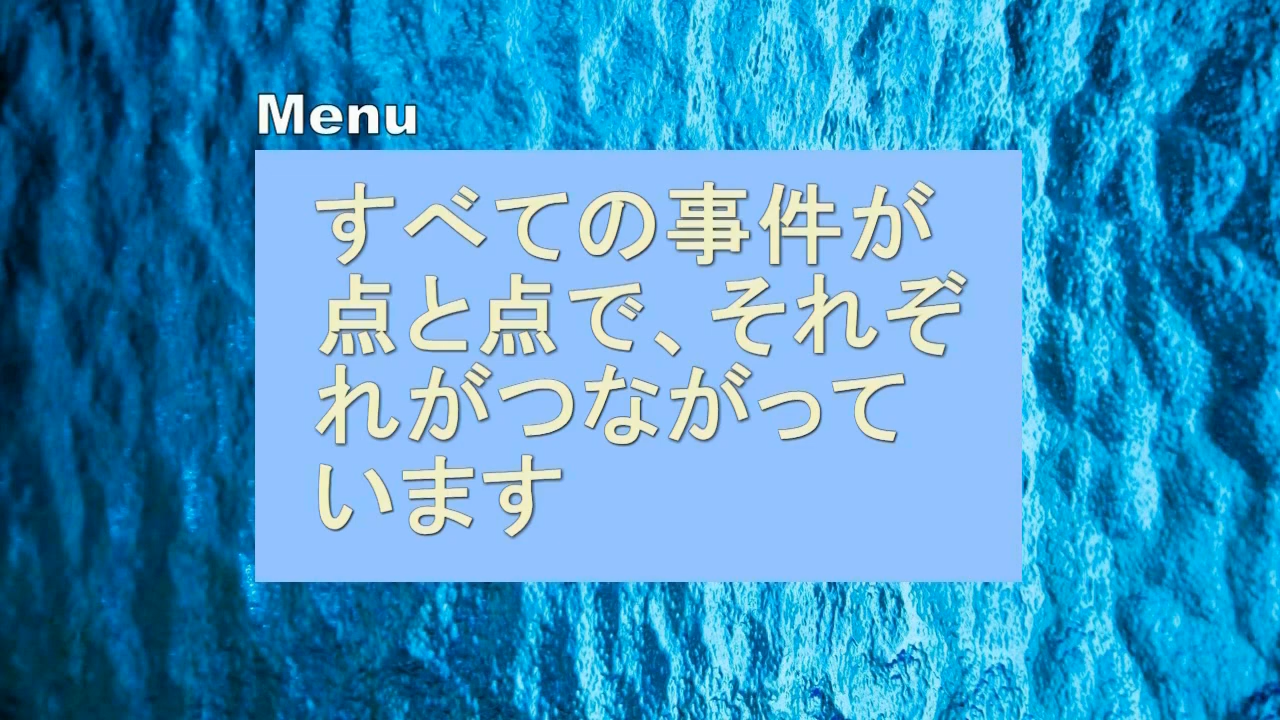 Menu
すべての事件が
点と点で、それぞ
れがつながって
います